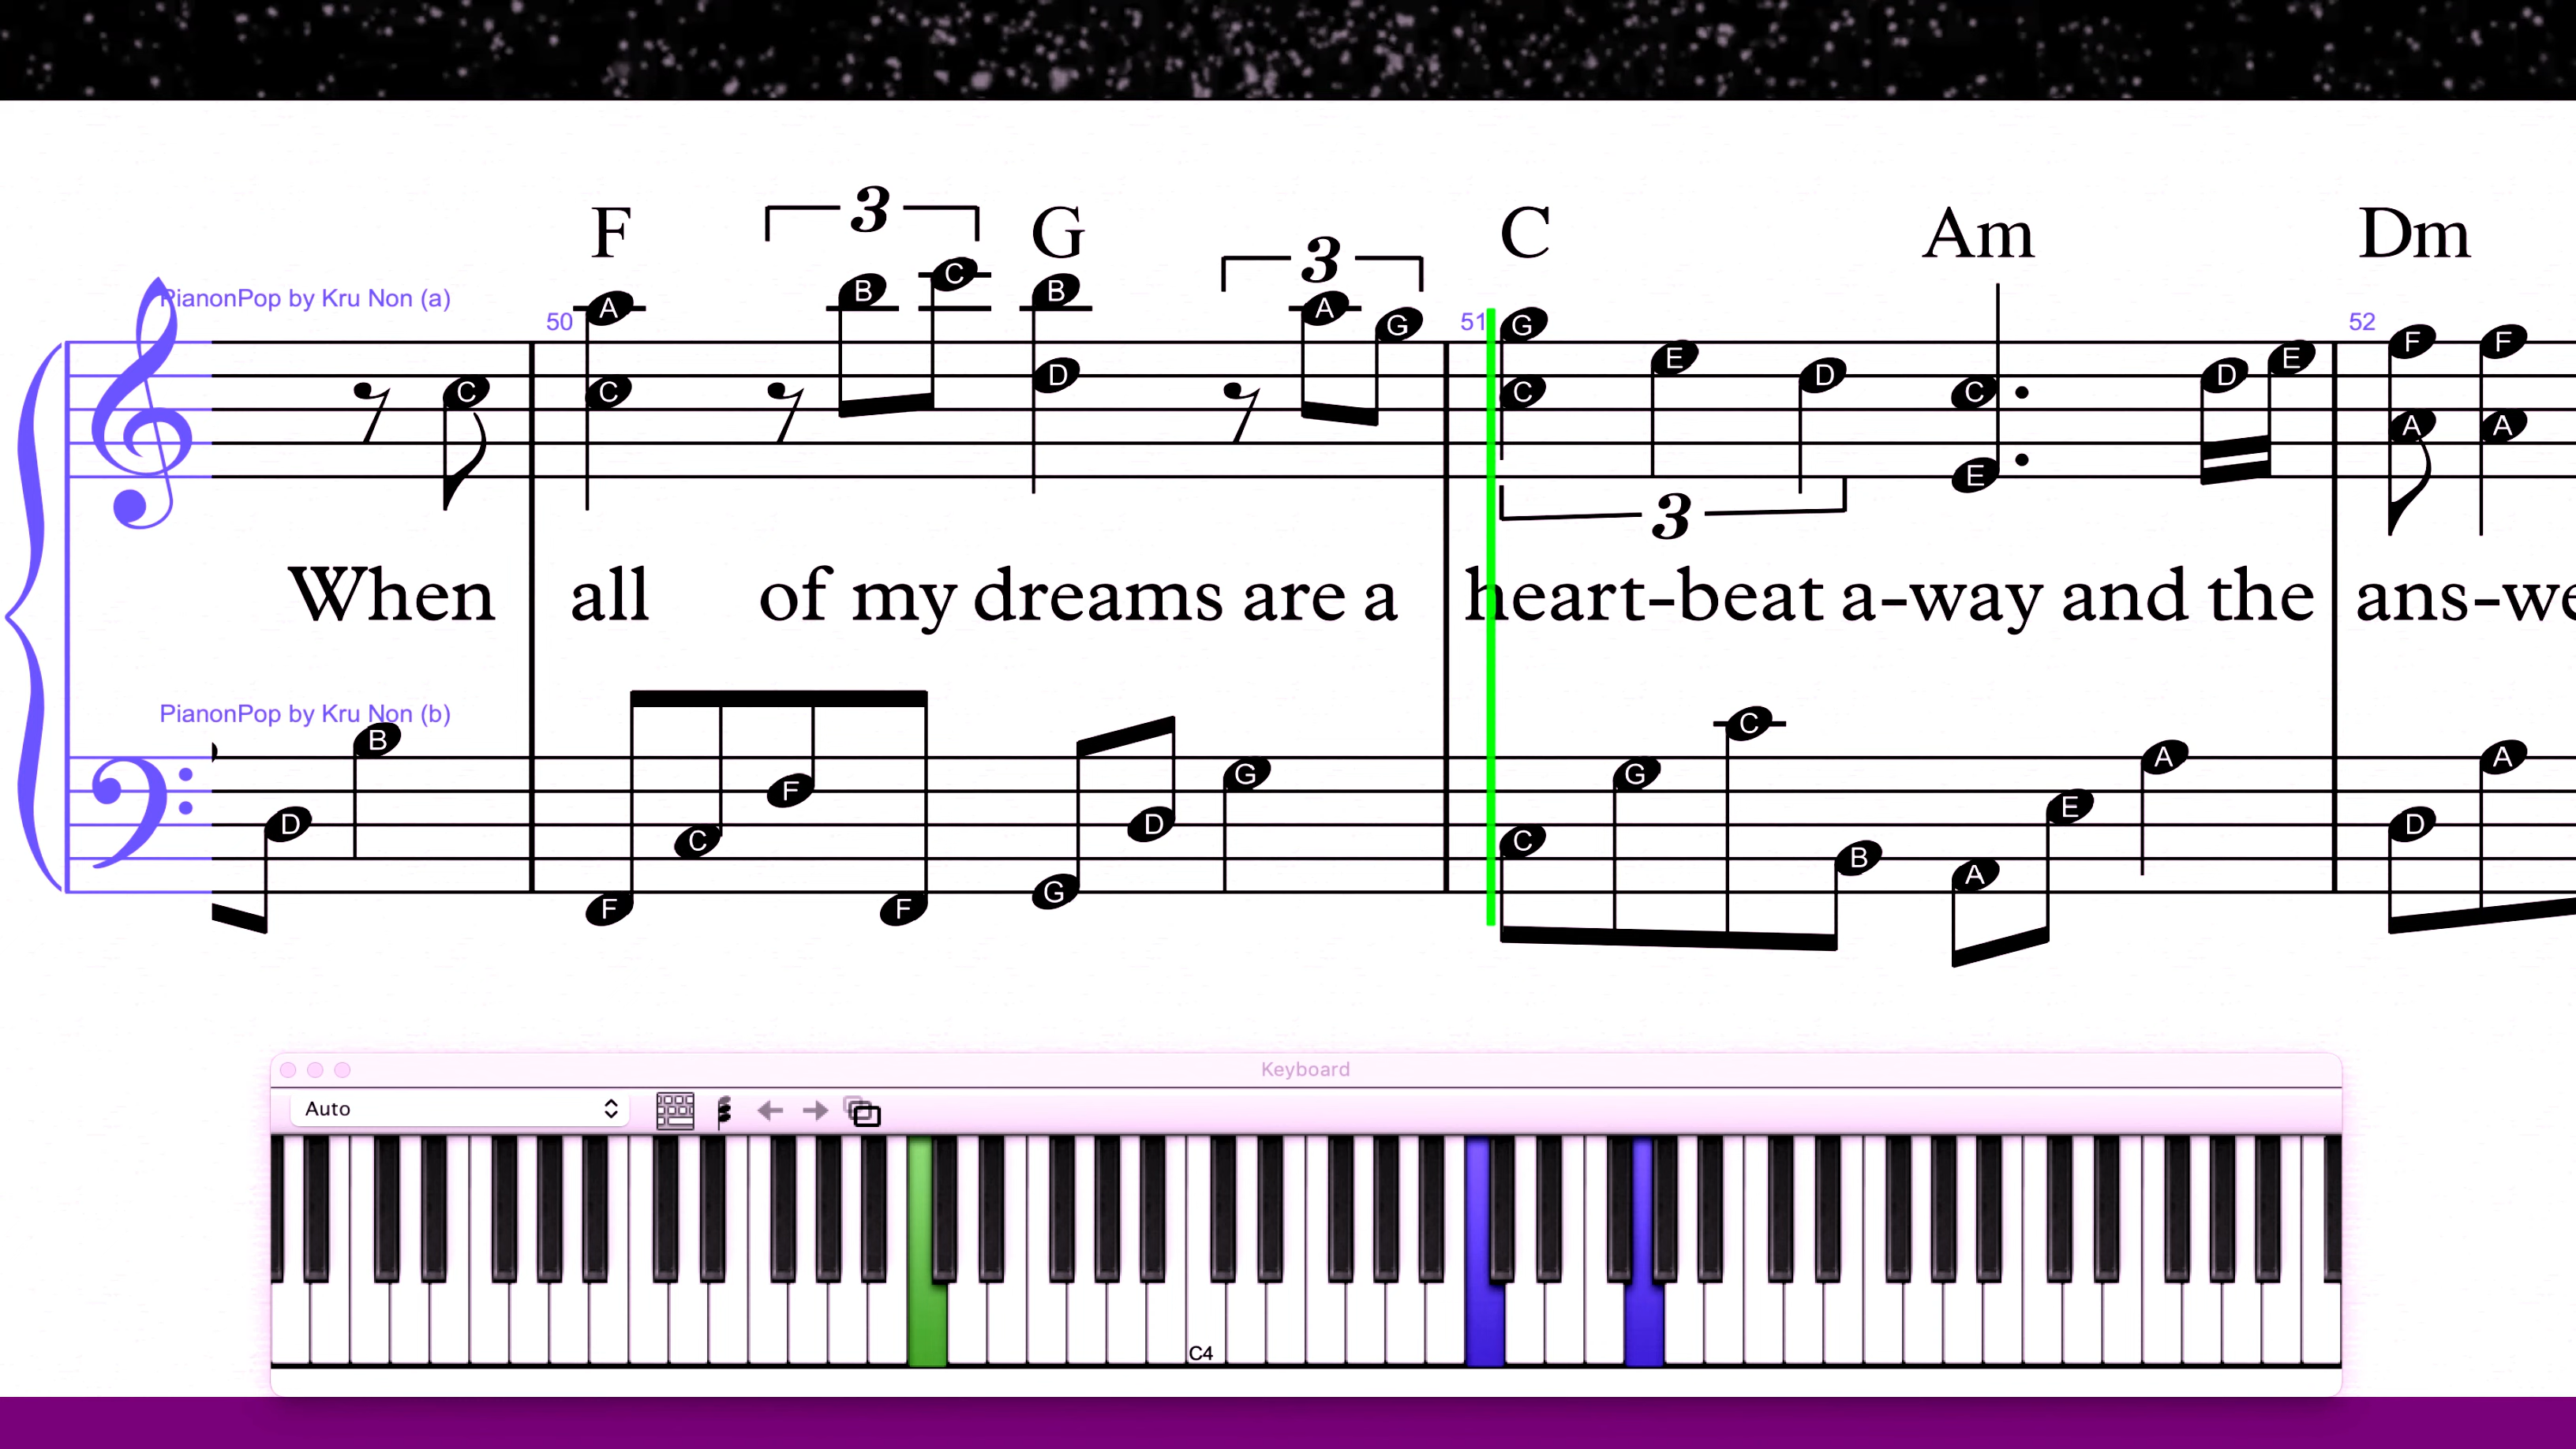 F 3 G 3 C Am Dm
PianonPop by Kru Non (a)
50 51 52
C A C B C B D A G G C E D C E D E F A F A
3
When all of my dreams are a heart-beat a-way and the ans-we
PianonPop by Kru Non (b)
D B F C F F G D G C G C B A E A D A
Keyboard
Auto
C4